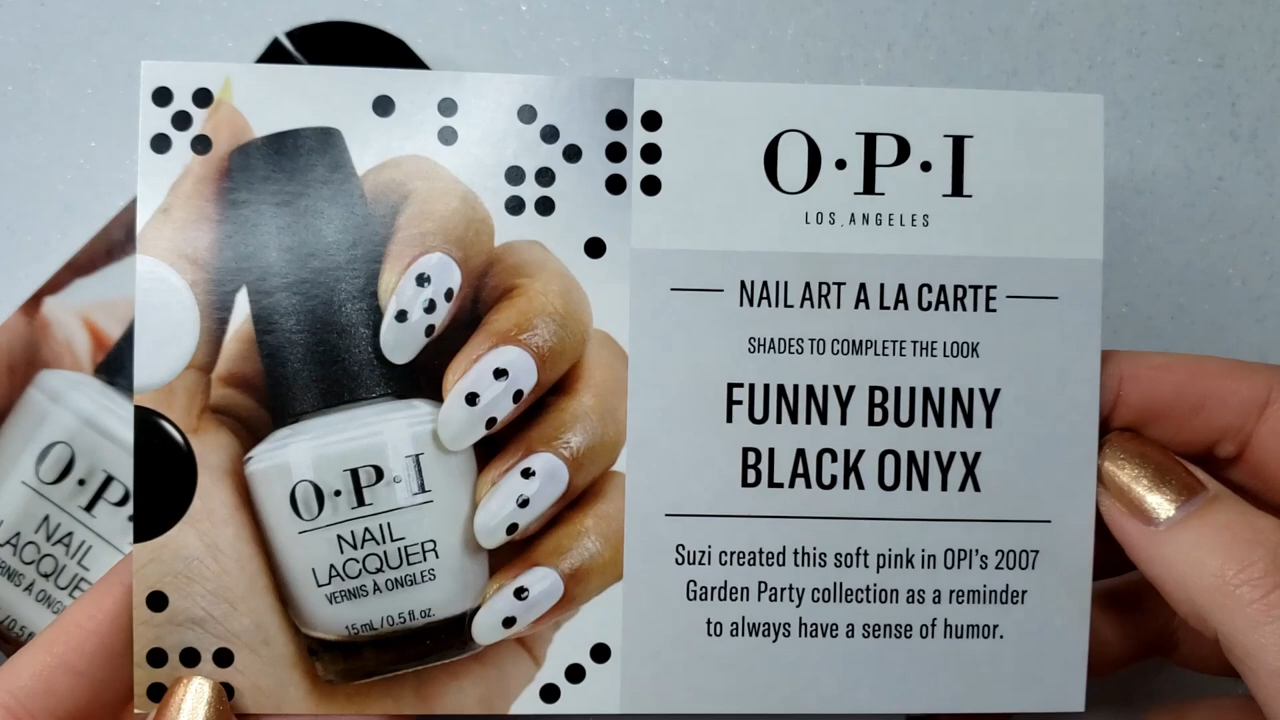 O·P·I
LOS ANGELES
NAIL ART A LA CARTE
SHADES TO COMPLETE THE LOOK
FUNNY BUNNY
BLACK ONYX
Suzi created this soft pink in OPI's 2007
Garden Party collection as a reminder
to always have a sense of humor.
O·P·I
NAIL
LACQUER
VERNIS À ONGLES
15 mL / 0.5 fl.oz.
O·P·
NAIL
LACQUE